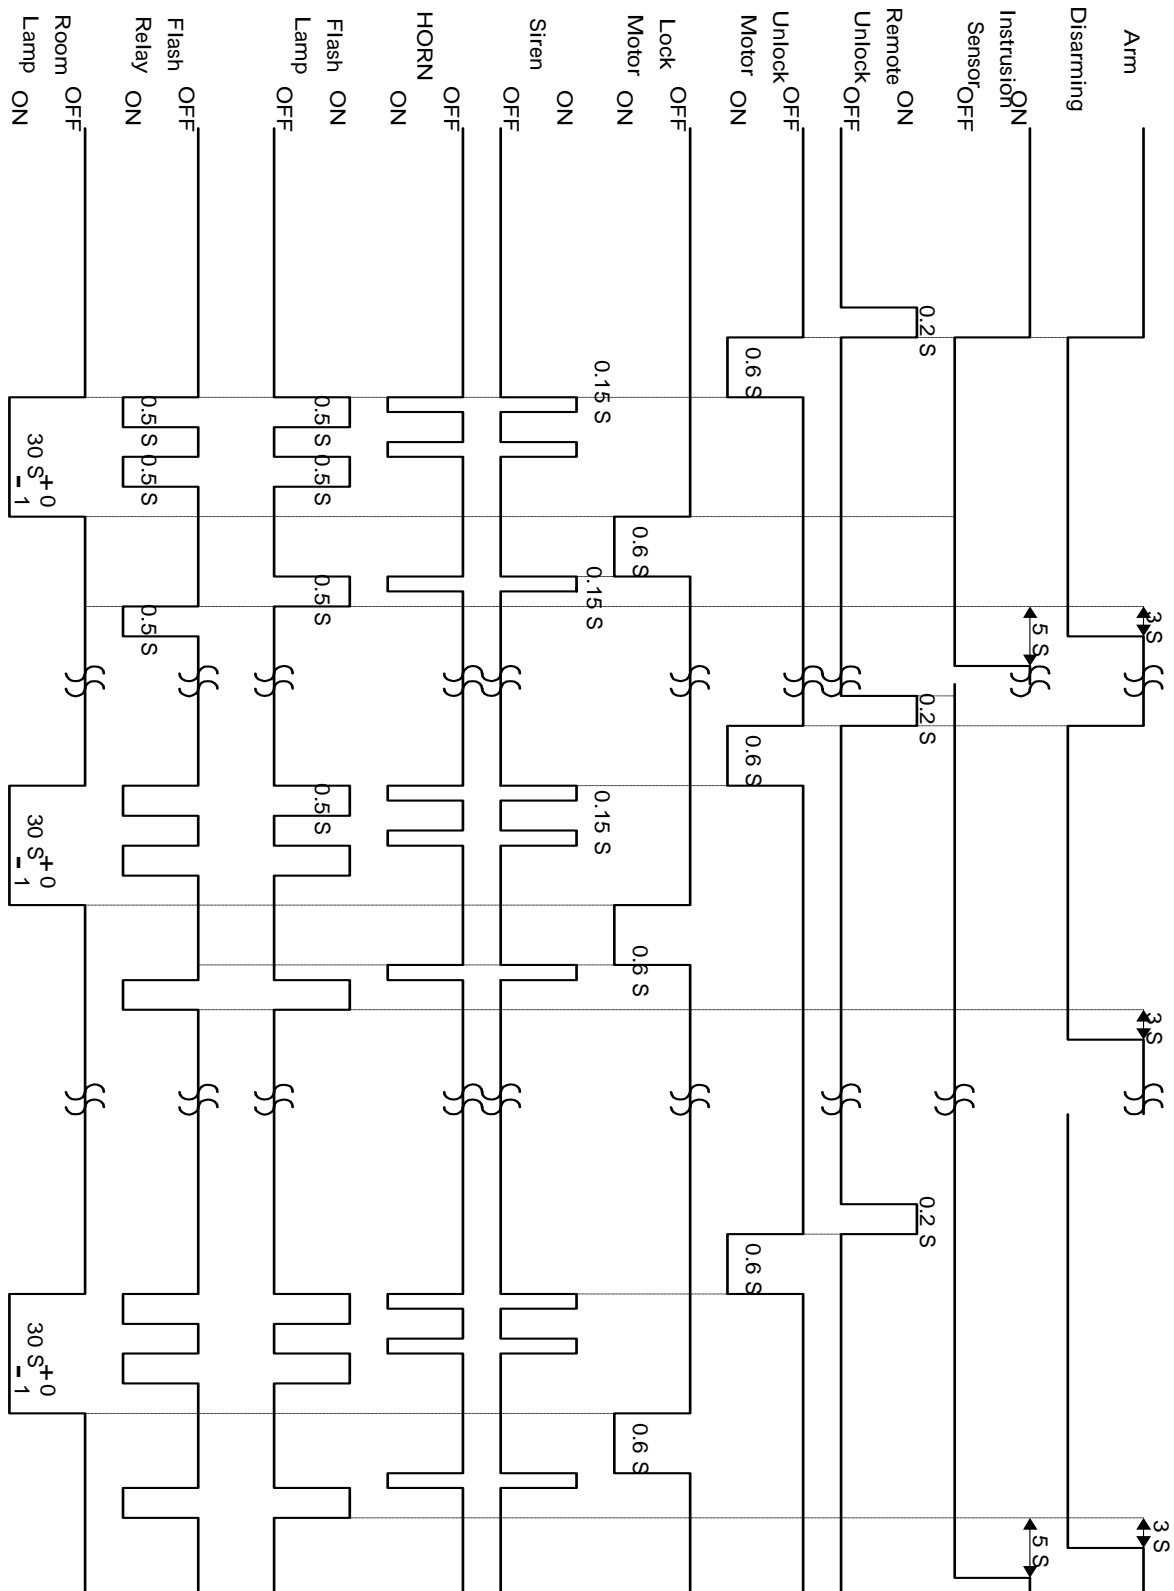 Arm
Disarming
Instrusion
Sensor
ON
OFF
Remote
Unlock
ON
OFF
Unlock
Motor
OFF
ON
Lock
Motor
OFF
ON
Siren
ON
OFF
HORN
OFF
ON
Flash
Lamp
ON
OFF
Flash
Relay
OFF
ON
Room
Lamp
OFF
ON
3 S
3 S
3 S
5 S
5 S
0.2 S
0.2 S
0.2 S
0.6 S
0.6 S
0.6 S
0.6 S
0.6 S
0.6 S
0.15 S
0.15 S
0.15 S
0.5 S
0.5 S
0.5 S
0.5 S
0.5 S
0.5 S
0.5 S
30 S +0 -1
30 S +0 -1
30 S +0 -1